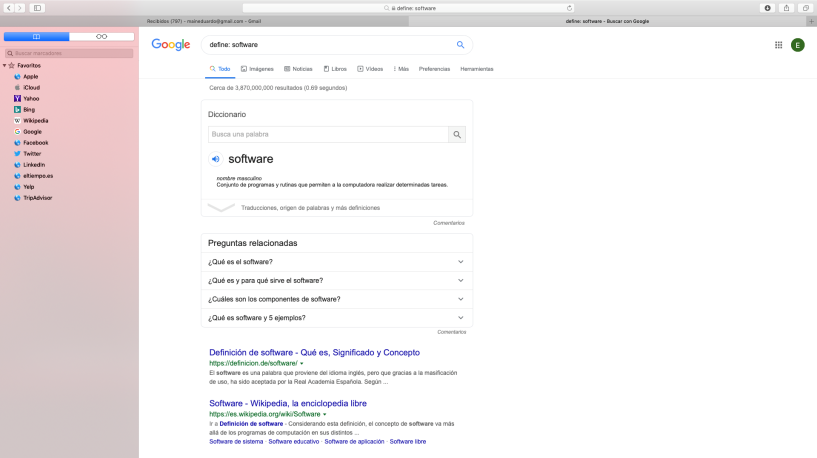 define: software
Recibidos (797) - maineduardo@gmail.com - Gmail
define: software - Buscar con Google
Buscar marcadores
Favoritos
Apple
iCloud
Yahoo
Bing
Wikipedia
Google
Facebook
Twitter
LinkedIn
eltiempo.es
Yelp
TripAdvisor
Google
define: software
E
Todo Imágenes Noticias Libros Videos Más Preferencias Herramientas
Cerca de 3,870,000,000 resultados (0.69 segundos)
Diccionario
Busca una palabra
software
nombre masculino
Conjunto de programas y rutinas que permiten a la computadora realizar determinadas tareas.
Traducciones, origen de palabras y más definiciones
Comentarios
Preguntas relacionadas
¿Qué es el software?
¿Qué es y para qué sirve el software?
¿Cuáles son los componentes de software?
¿Qué es software y 5 ejemplos?
Comentarios
Definición de software - Qué es, Significado y Concepto
https://definicion.de/software/
El software es una palabra que proviene del idioma inglés, pero que gracias a la masificación
de uso, ha sido aceptada por la Real Academia Española. Según ...
Software - Wikipedia, la enciclopedia libre
https://es.wikipedia.org/wiki/Software
Ir a Definición de software - Considerando esta definición, el concepto de software va más
allá de los programas de computación en sus distintos ...
Software de sistema · Software educativo · Software de aplicación · Software libre